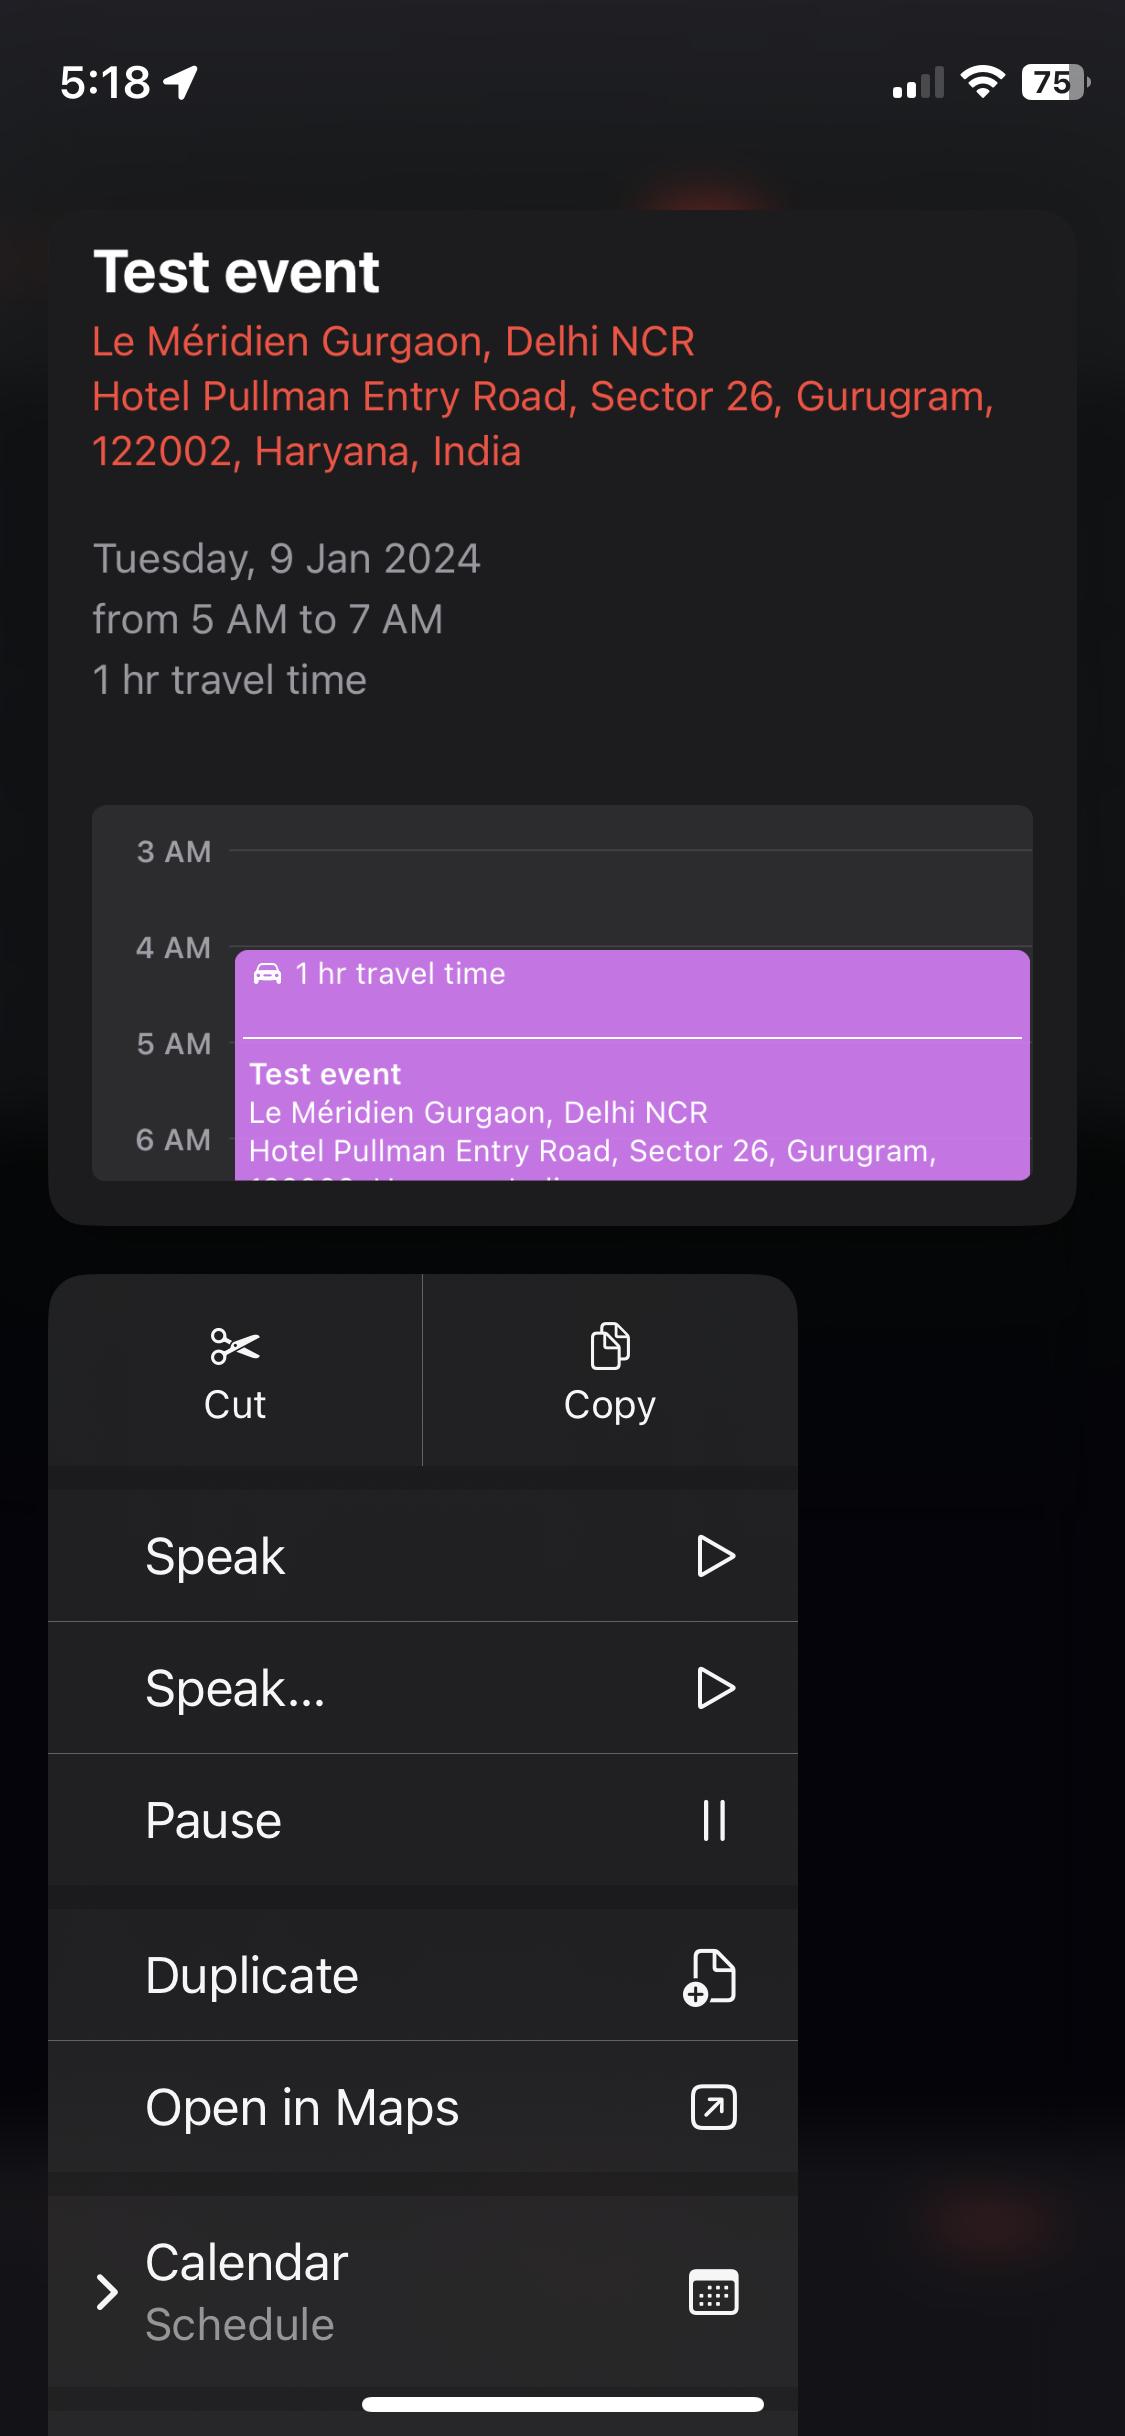 5:18
75
Test event
Le Méridien Gurgaon, Delhi NCR
Hotel Pullman Entry Road, Sector 26, Gurugram,
122002, Haryana, India
Tuesday, 9 Jan 2024
from 5 AM to 7 AM
1 hr travel time
3 AM
4 AM
1 hr travel time
5 AM
Test event
Le Méridien Gurgaon, Delhi NCR
6 AM
Hotel Pullman Entry Road, Sector 26, Gurugram,
Cut
Copy
Speak
Speak...
Pause
Duplicate
Open in Maps
Calendar
Schedule